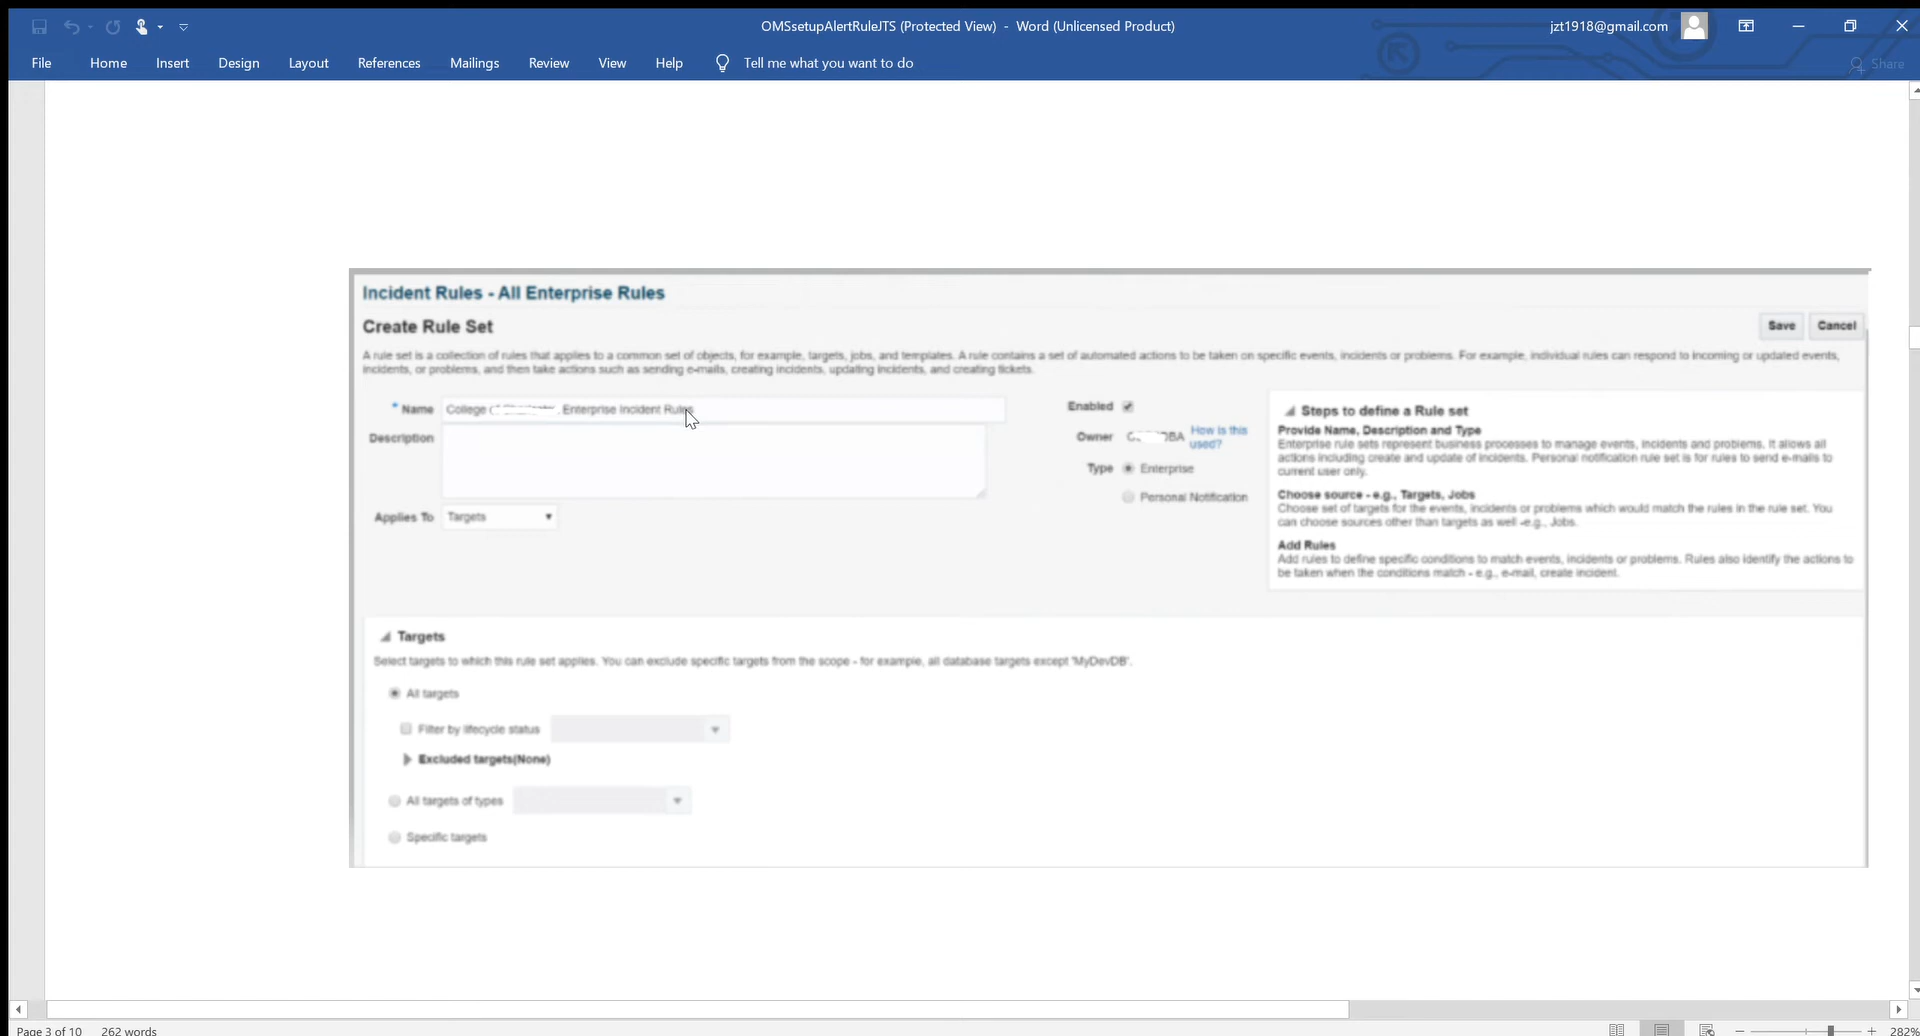 OMSsetupAlertRuleJTS (Protected View) - Word (Unlicensed Product)
jzt1918@gmail.com
File Home Insert Design Layout References Mailings Review View Help Tell me what you want to do
Share
Incident Rules - All Enterprise Rules
Create Rule Set
Save Cancel
A rule set is a collection of rules that applies to a common set of objects, for example, targets, jobs, and templates. A rule contains a set of automated actions to be taken on specific events, incidents or problems. For example, individual rules can respond to incoming or updated events,
incidents, or problems, and then take actions such as sending e-mails, creating incidents, updating incidents, and creating tickets.
* Name College Enterprise Incident Rules
Description
Applies To Targets
Enabled
Owner How is this
used?
Type Enterprise
Personal Notification
Steps to define a Rule set
Provide Name, Description and Type
Enterprise rule sets represent business processes to manage events, incidents and problems. It allows all
actions including create and update of incidents. Personal notification rule set is for rules to send e-mails to
current user only.
Choose source - e.g., Targets, Jobs
Choose set of targets for the events, incidents or problems which would match the rules in the rule set. You
can choose sources other than targets as well -e.g., Jobs.
Add Rules
Add rules to define specific conditions to match events, incidents or problems. Rules also identify the actions to
be taken when the conditions match - e.g., e-mail, create incident.
Targets
Select targets to which this rule set applies. You can exclude specific targets from the scope - for example, all database targets except 'MyDevDB'.
All targets
Filter by lifecycle status
Excluded targets(None)
All targets of types
Specific targets
Page 3 of 10 262 words
282%